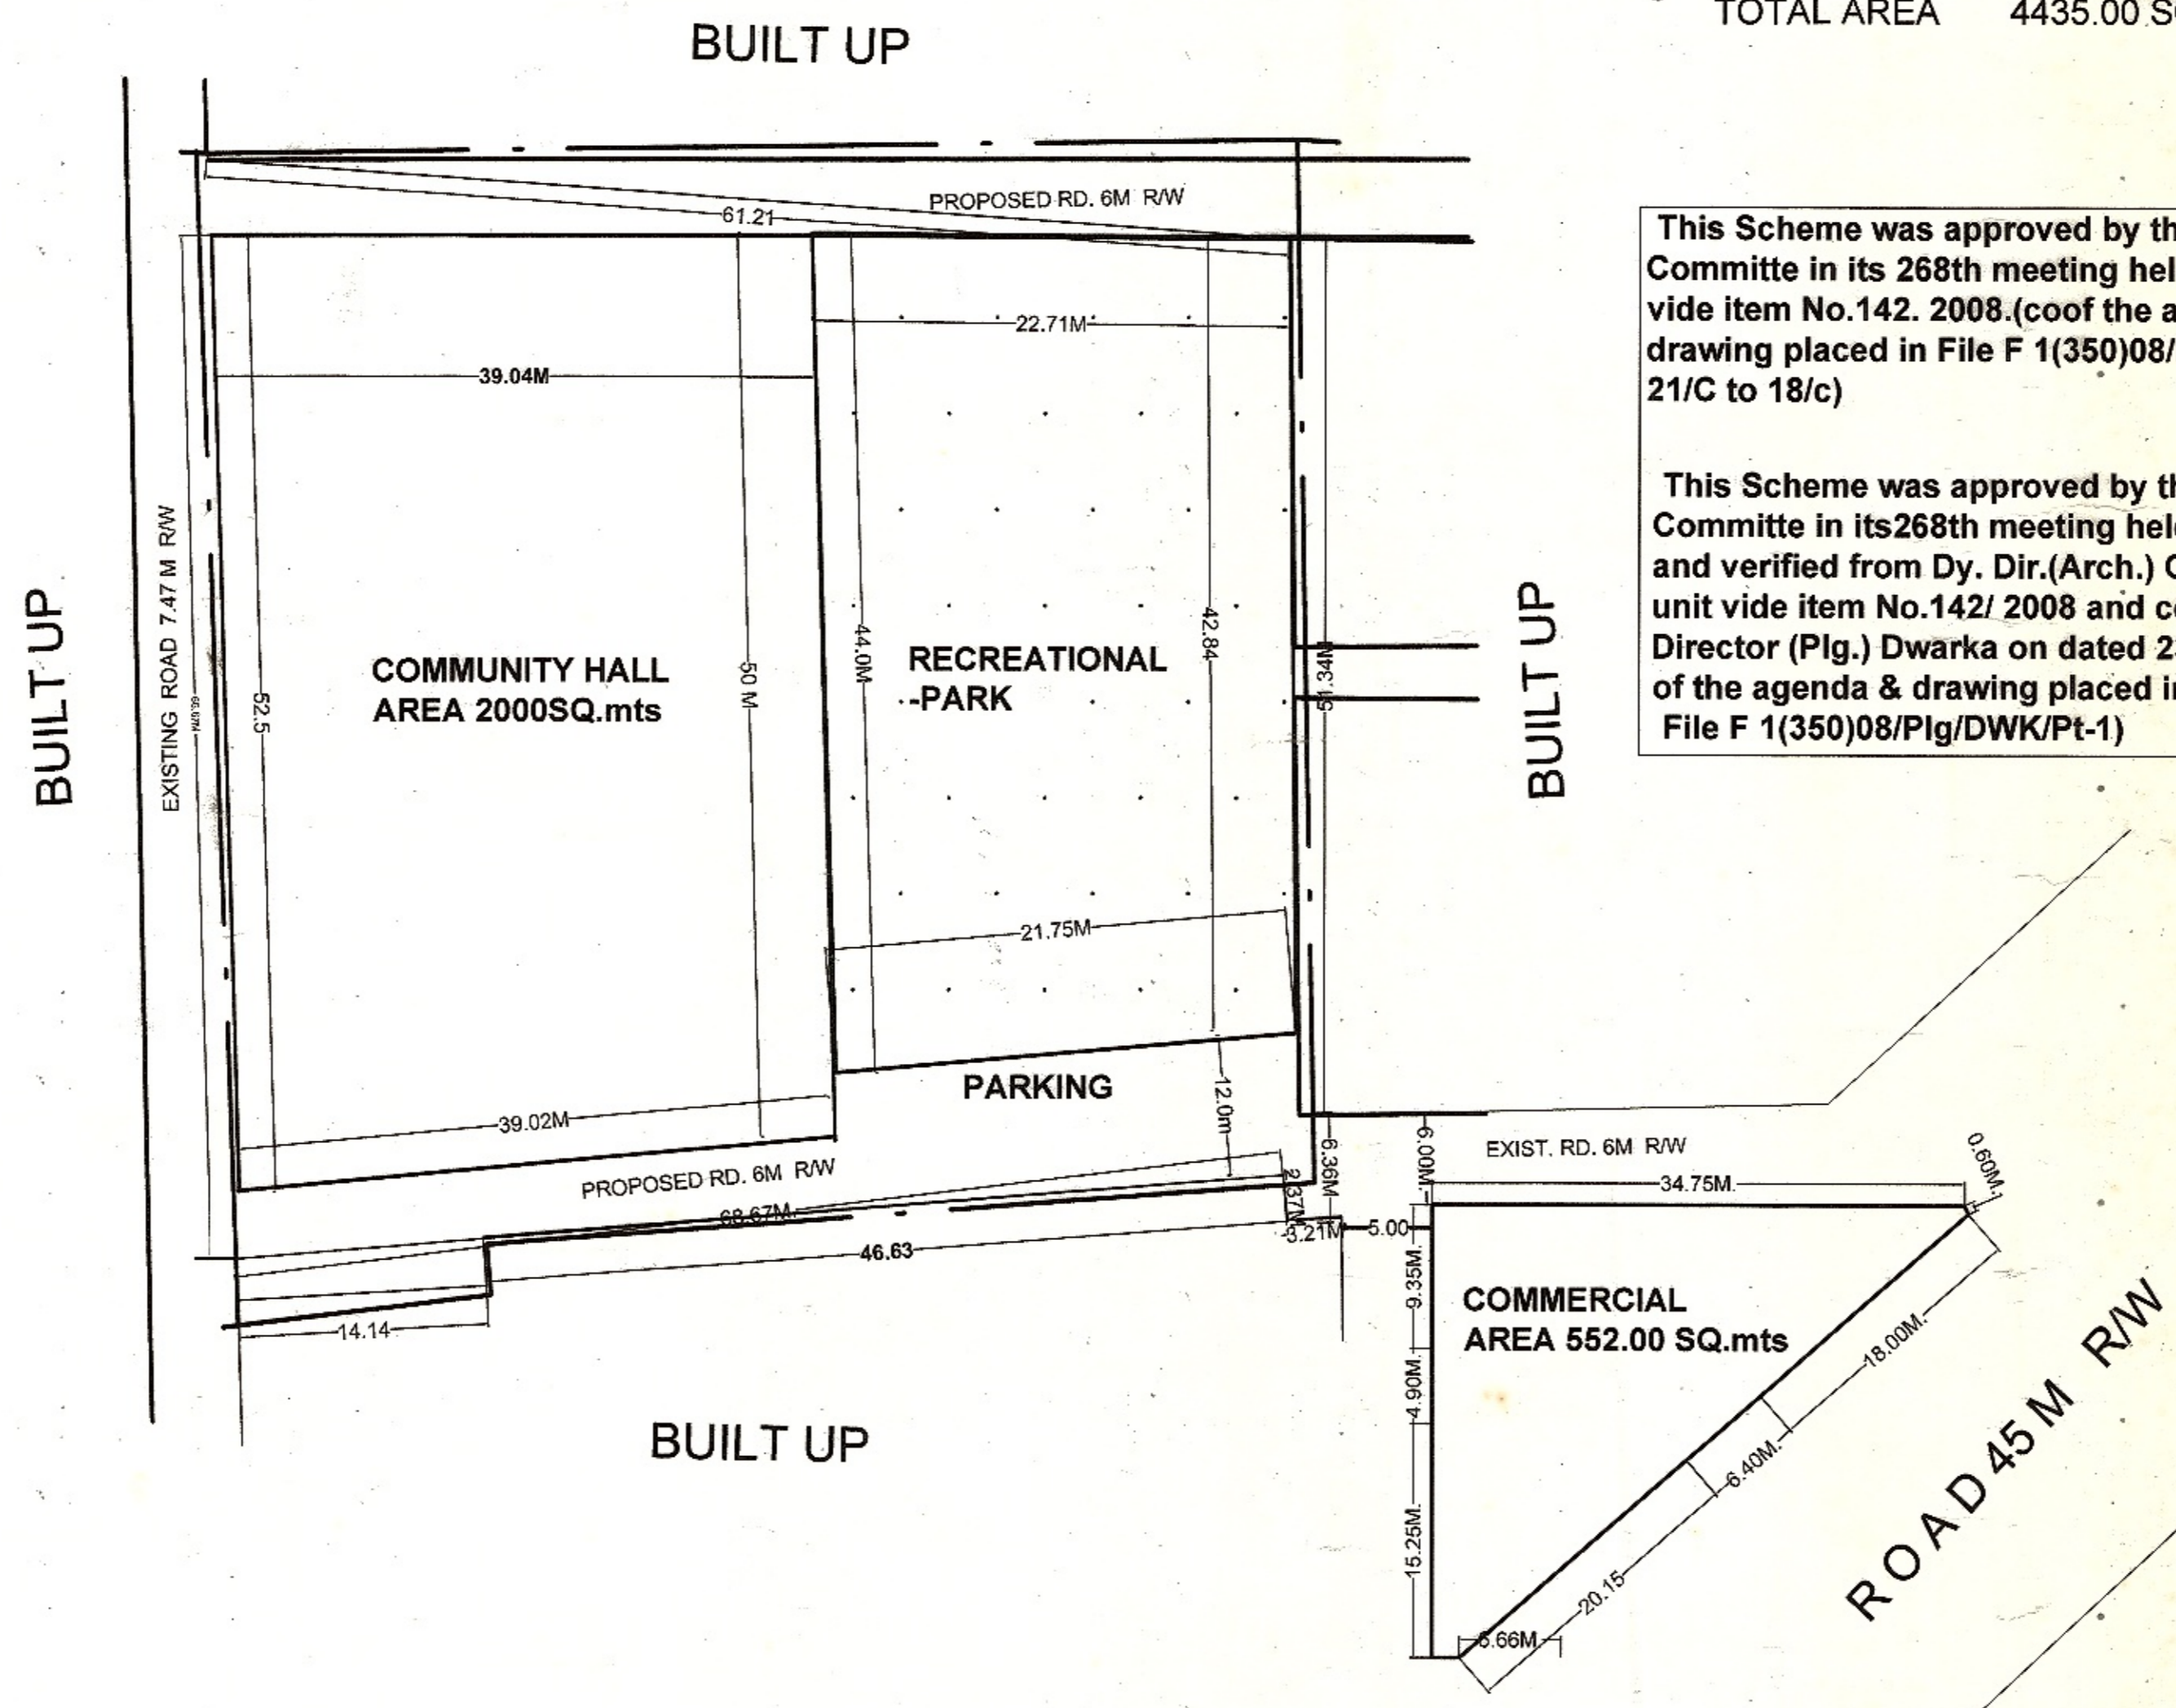 TOTAL AREA 4435.00
BUILT UP
PROPOSED RD. 6M R/W
61.21
This Scheme was approved by
Committe in its 268th meeting
vide item No.142. 2008.(coof the
drawing placed in File F 1(350)08/
21/C to 18/c)
22.71M
39.04M
This Scheme was approved by
Committe in its268th meeting
and verified from Dy. Dir.(Arch.)
unit vide item No.142/ 2008 and
Director (Plg.) Dwarka on dated
of the agenda & drawing placed
File F 1(350)08/Plg/DWK/Pt-1)
BUILT UP
EXISTING ROAD 7.47 M R/W
52.5
COMMUNITY HALL
AREA 2000SQ.mts
50 M
44.0M
RECREATIONAL
-PARK
42.84
51.34M
BUILT UP
21.75M
PARKING
12.0m
39.02M
PROPOSED RD. 6M R/W
68.67M.
46.63
14.14
2.37M
3.21M
6.36M
5.00
6.00M.
EXIST. RD. 6M R/W
0.60M.
34.75M.
9.35M.
COMMERCIAL
AREA 552.00 SQ.mts
4.90M.
15.25M.
18.00M.
6.40M.
20.15
ROAD 45 M R/W
BUILT UP